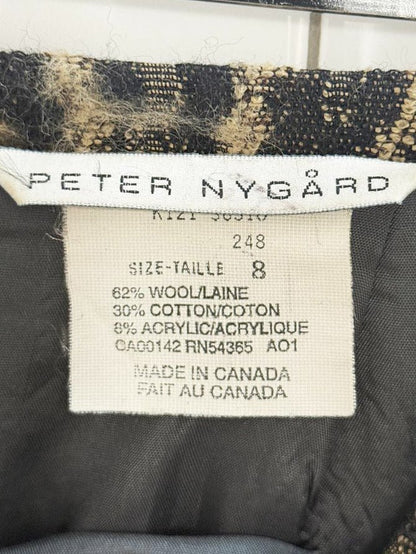 PETER NYGÅRD
248
SIZE-TAILLE 8
62% WOOL/LAINE
30% COTTON/COTON
8% ACRYLIC/ACRYLIQUE
CA00142 RN54365 A01
MADE IN CANADA
FAIT AU CANADA